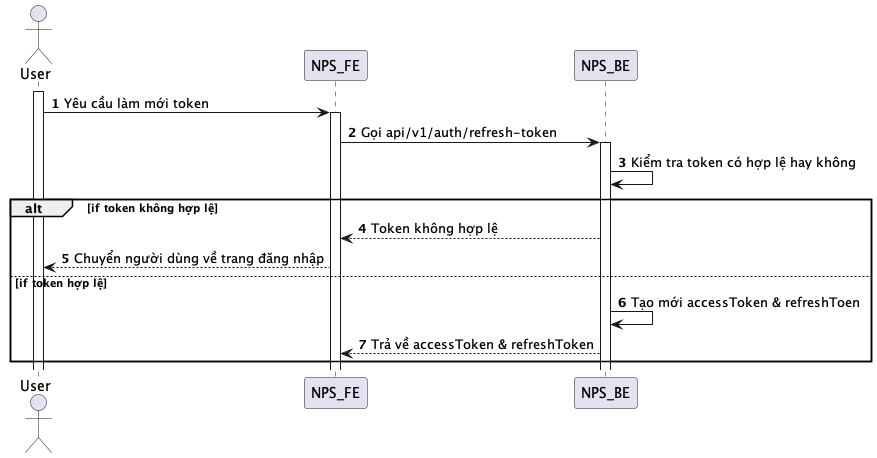 User
NPS_FE
NPS_BE
1 Yêu cầu làm mới token
2 Gọi api/v1/auth/refresh-token
3 Kiểm tra token có hợp lệ hay không
alt [if token không hợp lệ]
4 Token không hợp lệ
5 Chuyển người dùng về trang đăng nhập
[if token hợp lệ]
6 Tạo mới accessToken & refreshToen
7 Trả về accessToken & refreshToken
User
NPS_FE
NPS_BE